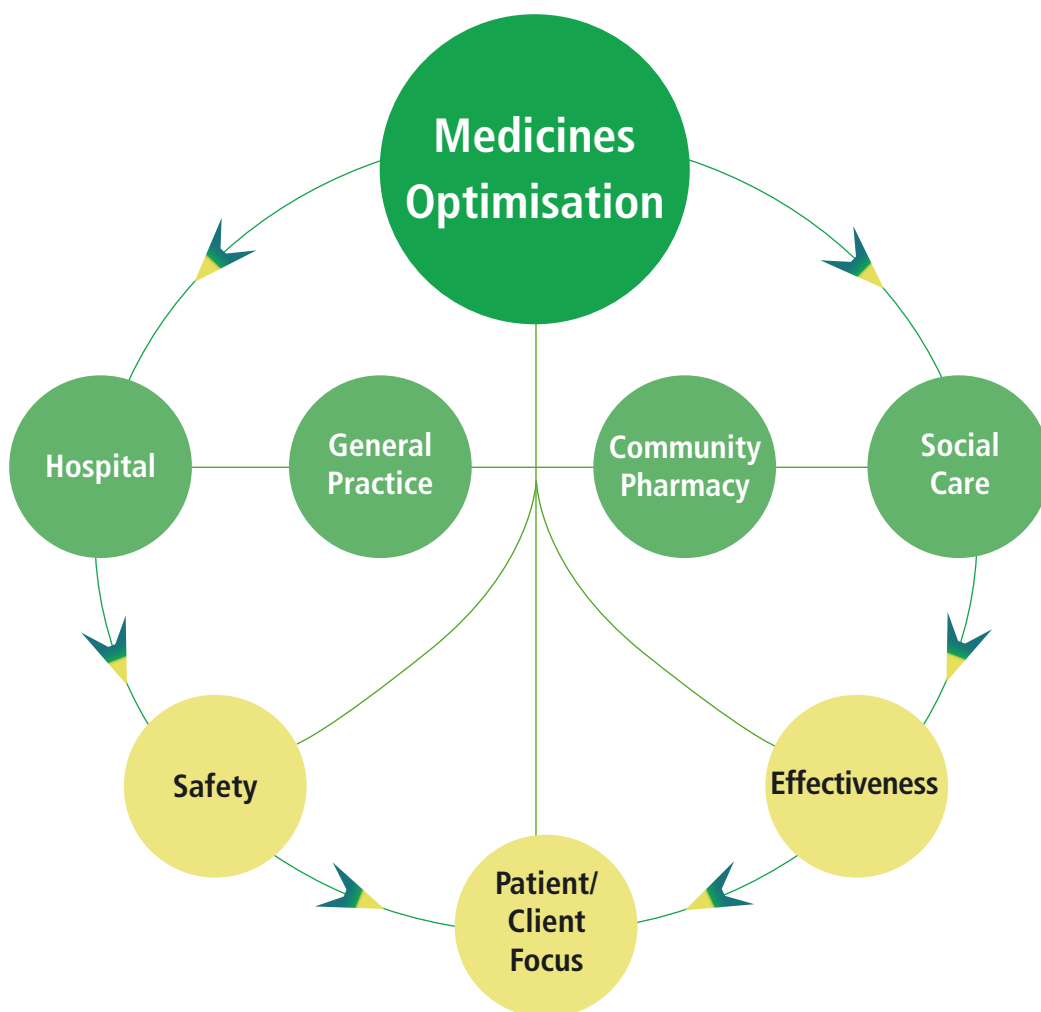 Medicines
Optimisation
Hospital
General
Practice
Community
Pharmacy
Social
Care
Safety
Effectiveness
Patient/
Client
Focus